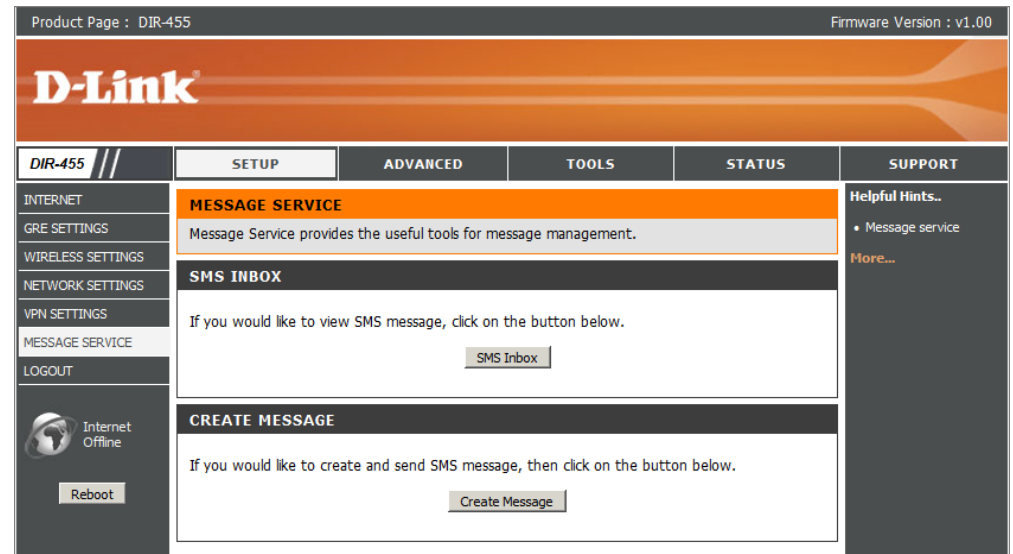 Product Page : DIR-455
Firmware Version : v1.00
D-Link
DIR-455
SETUP
ADVANCED
TOOLS
STATUS
SUPPORT
INTERNET
GRE SETTINGS
WIRELESS SETTINGS
NETWORK SETTINGS
VPN SETTINGS
MESSAGE SERVICE
LOGOUT
Internet
Offline
Reboot
MESSAGE SERVICE
Message Service provides the useful tools for message management.
SMS INBOX
If you would like to view SMS message, click on the button below.
SMS Inbox
CREATE MESSAGE
If you would like to create and send SMS message, then click on the button below.
Create Message
Helpful Hints..
• Message service
More...